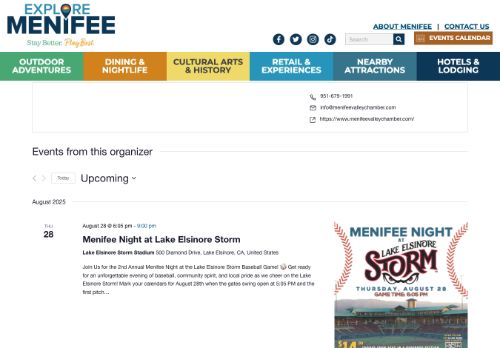 EXPLORE
MENIFEE
Stay Better. Play Best.
ABOUT MENIFEE | CONTACT US
Search
EVENTS CALENDAR
OUTDOOR ADVENTURES
DINING & NIGHTLIFE
CULTURAL ARTS & HISTORY
RETAIL & EXPERIENCES
NEARBY ATTRACTIONS
HOTELS & LODGING
951-679-1991
info@menifeevalleychamber.com
https://www.menifeevalleychamber.com/
Events from this organizer
Today
Upcoming
August 2025
THU
28
August 28 @ 6:05 pm - 9:00 pm
Menifee Night at Lake Elsinore Storm
Lake Elsinore Storm Stadium 500 Diamond Drive, Lake Elsinore, CA, United States
Join Us for the 2nd Annual Menifee Night at the Lake Elsinore Storm Baseball Game! ⚾ Get ready
for an unforgettable evening of baseball, community spirit, and local pride as we cheer on the Lake
Elsinore Storm! Mark your calendars for August 28th when the gates swing open at 5:05 PM and the
first pitch…
MENIFEE NIGHT
AT
LAKE ELSINORE
STORM
THURSDAY, AUGUST 28
GAME TIME: 6:05 PM